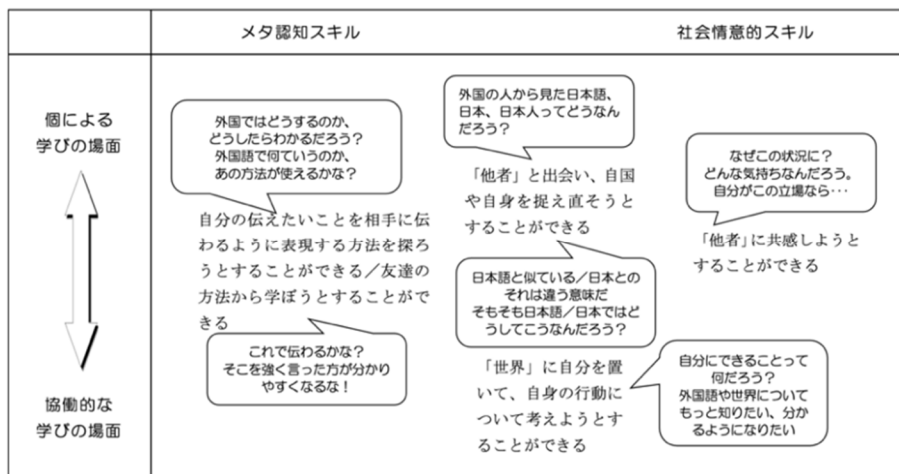 メタ認知スキル
社会情意的スキル
個による
学びの場面
協働的な
学びの場面
外国ではどうするのか、
どうしたらわかるだろう？
外国語で何ていうのか、
あの方法が使えるかな？
自分の伝えたいことを相手に伝
わるように表現する方法を探ろ
うとすることができる／友達の
方法から学ぼうとすることがで
きる
これで伝わるかな？
そこを強く言った方が分かり
やすくなるな！
外国の人から見た日本語、
日本、日本人ってどうなん
だろう？
「他者」と出会い、自国
や自身を捉え直そうと
することができる
日本語と似ている／日本との
それは違う意味だ
そもそも日本語／日本ではど
うしてこうなんだろう？
「世界」に自分を置
いて、自身の行動に
ついて考えようとす
ることができる
なぜこの状況に？
どんな気持ちなんだろう。
自分がこの立場なら･･･
「他者」に共感しようと
することができる
自分にできることって
何だろう？
外国語や世界について
もっと知りたい、分か
るようになりたい